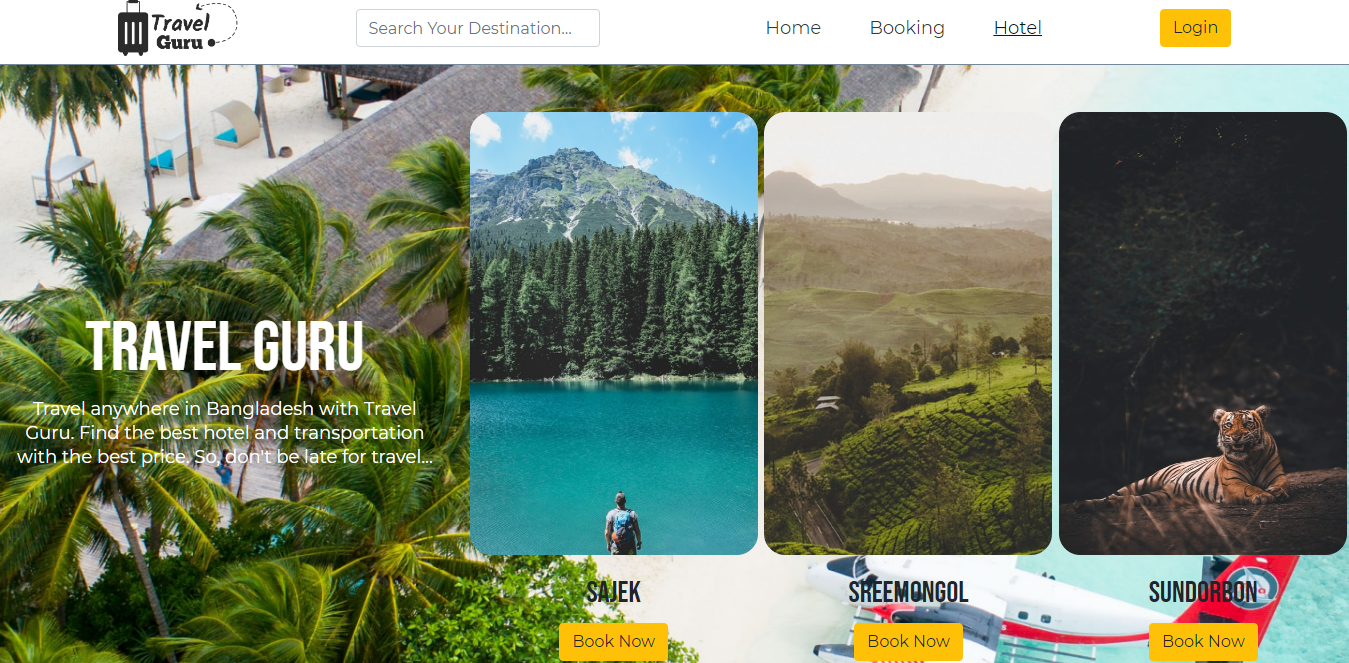 Travel
Guru
Search Your Destination...
Home
Booking
Hotel
Login
TRAVEL GURU
Travel anywhere in Bangladesh with Travel
Guru. Find the best hotel and transportation
with the best price. So, don't be late for travel...
SAJEK
SREEMONGOL
SUNDORBON
Book Now
Book Now
Book Now